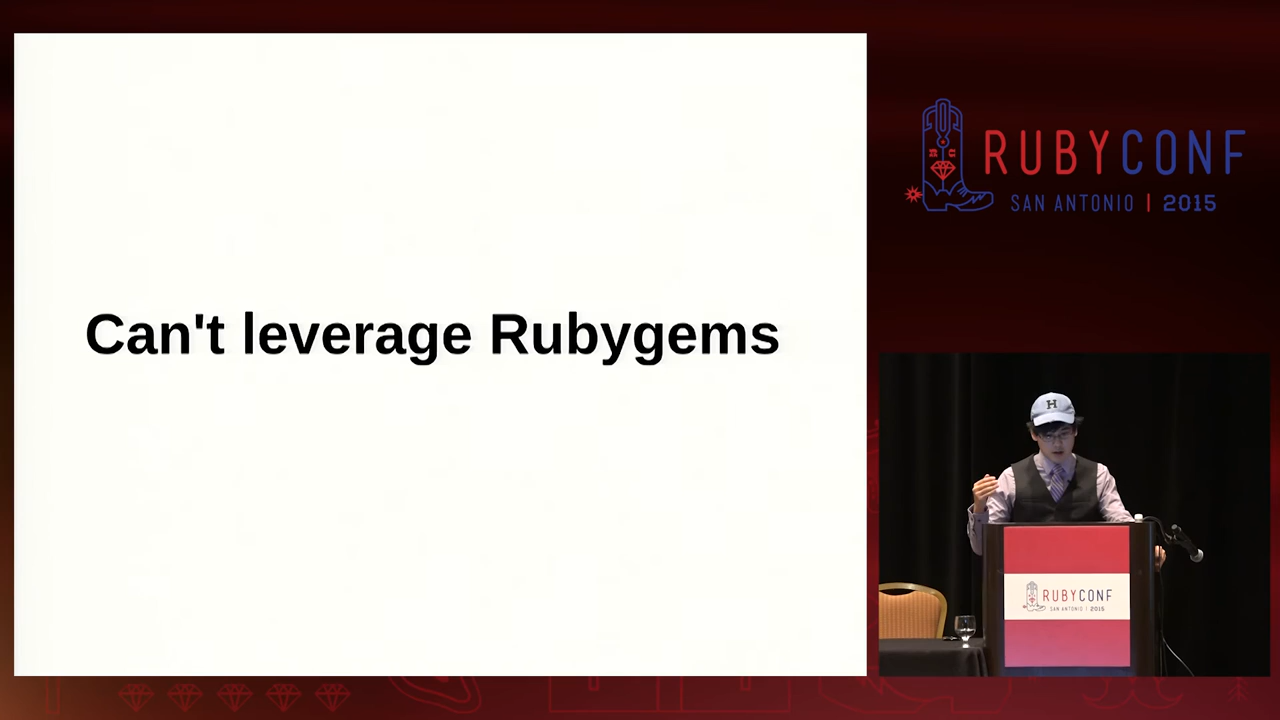 Can't leverage Rubygems
RUBYCONF
SAN ANTONIO | 2015
H
RUBYCONF
SAN ANTONIO | 2015